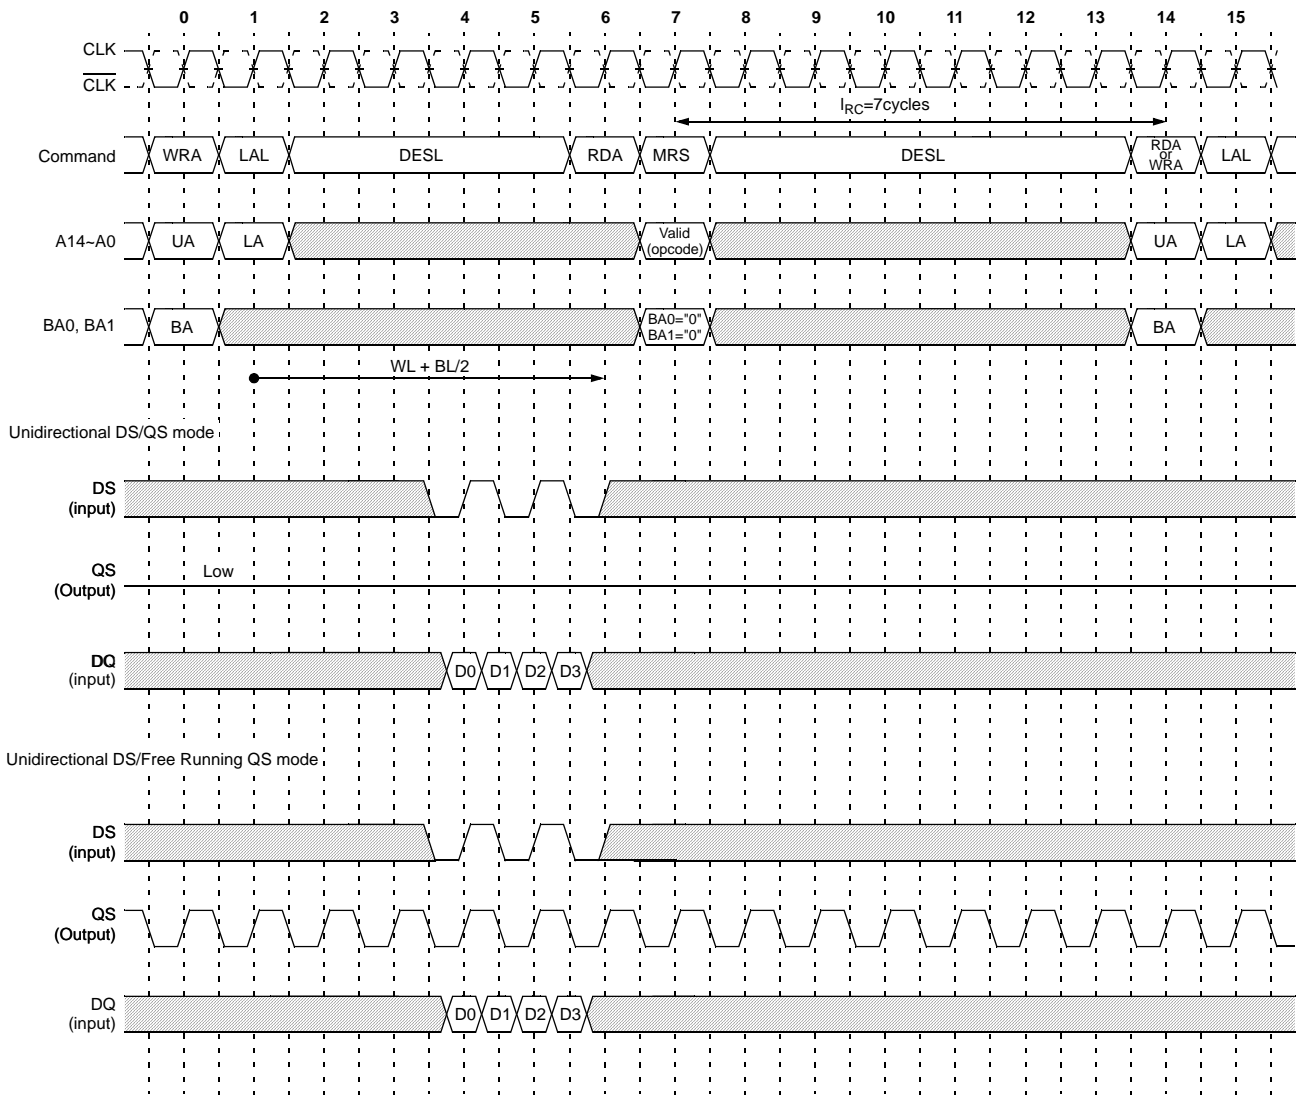 0 1 2 3 4 5 6 7 8 9 10 11 12 13 14 15
CLK
CLK
IRC=7cycles
Command WRA LAL DESL RDA MRS DESL RDA or WRA LAL
A14~A0 UA LA Valid (opcode) UA LA
BA0, BA1 BA BA0="0" BA1="0" BA
WL + BL/2
Unidirectional DS/QS mode
DS
(input)
QS
(Output)
Low
DQ
(input)
D0 D1 D2 D3
Unidirectional DS/Free Running QS mode
DS
(input)
QS
(Output)
DQ
(input)
D0 D1 D2 D3